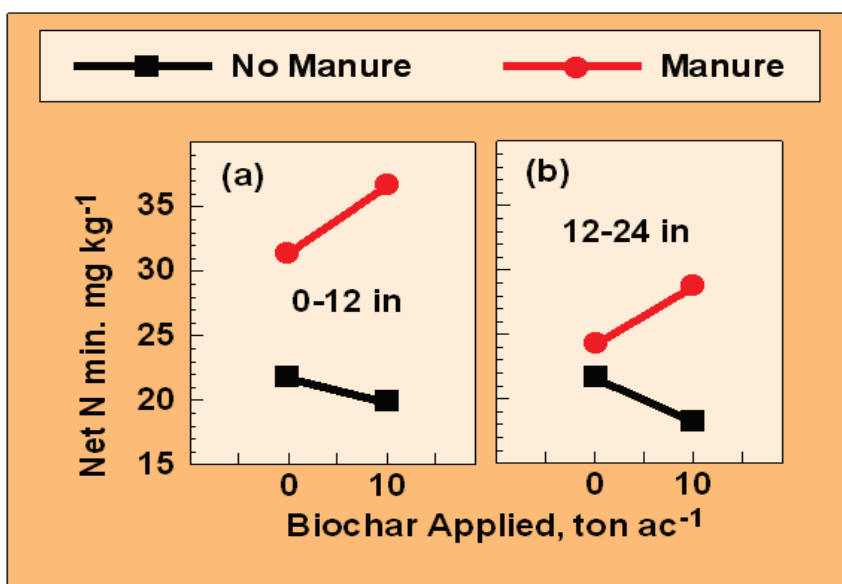 No Manure Manure
(a) (b)
35
12-24 in
30
0-12 in
25
20
15
0 10 0 10
Net N min. mg kg⁻¹
Biochar Applied, ton ac⁻¹